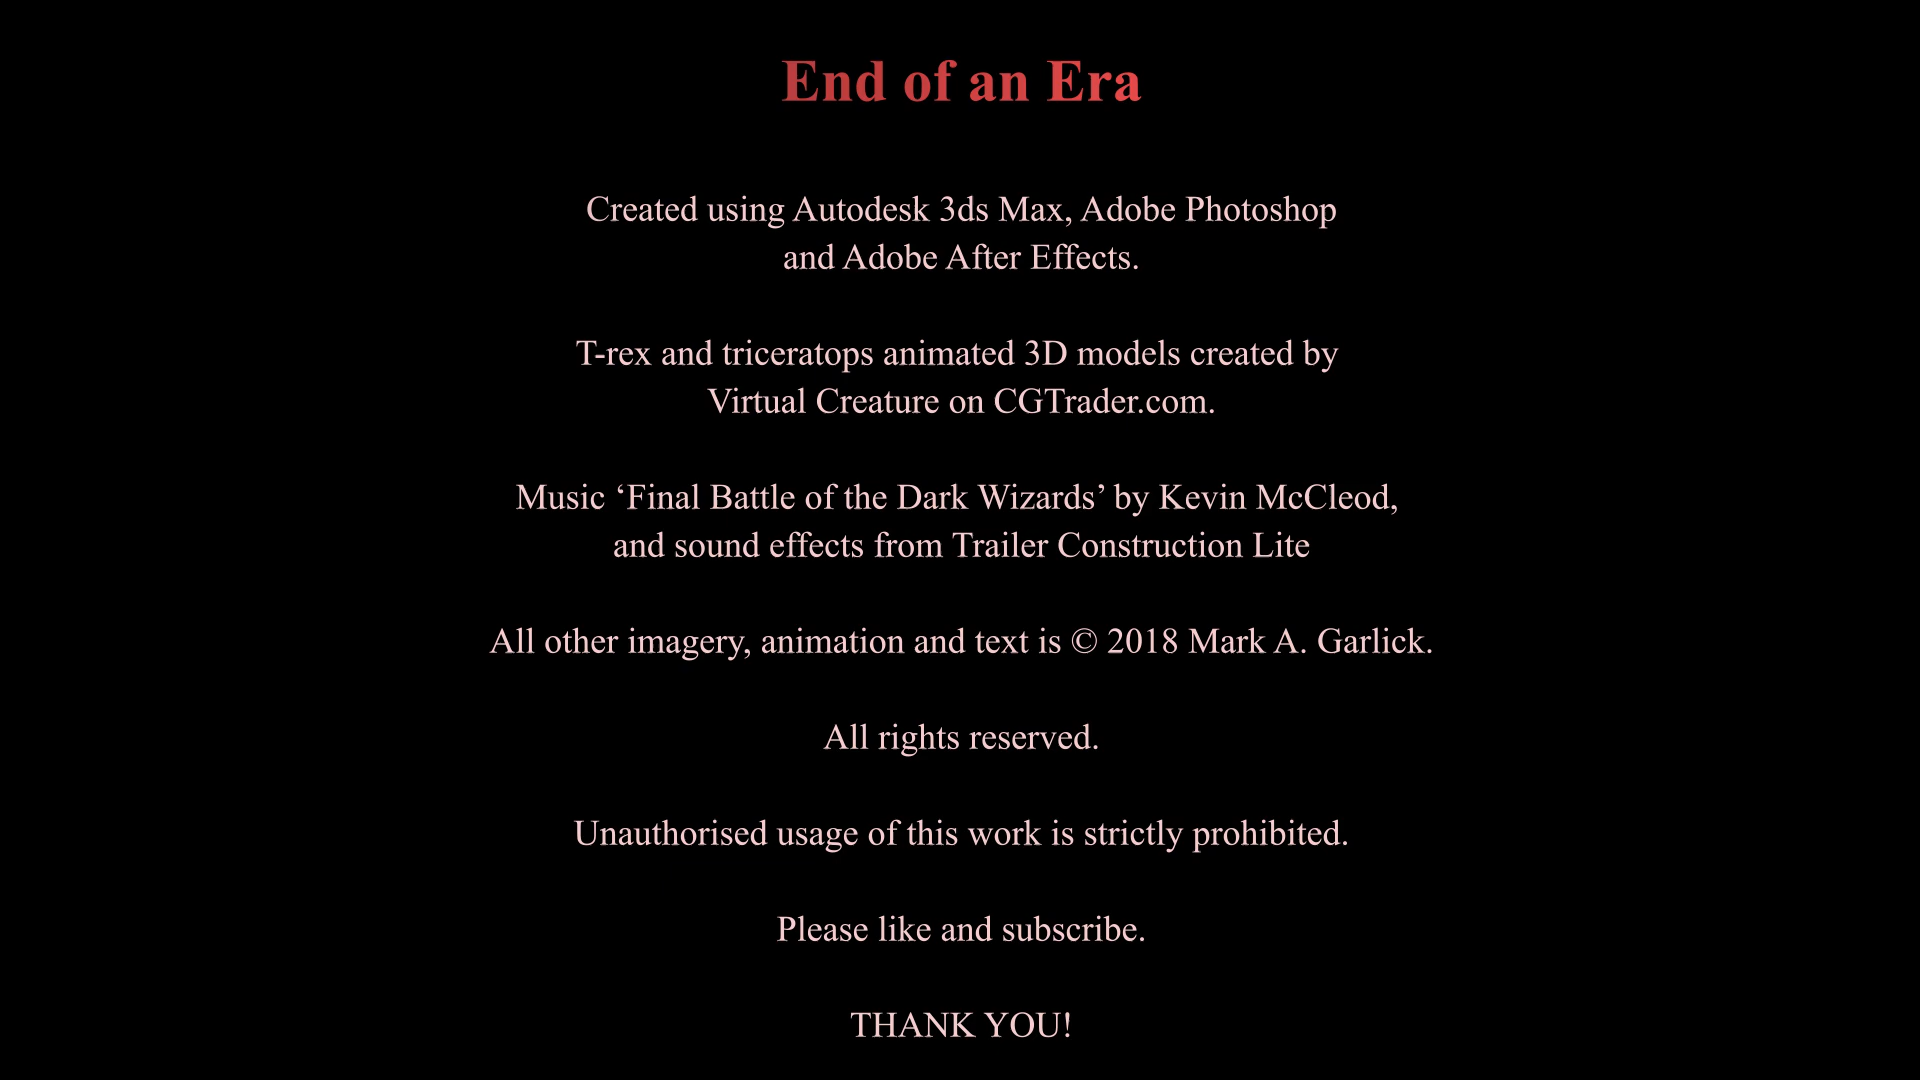 End of an Era
Created using Autodesk 3ds Max, Adobe Photoshop
and Adobe After Effects.
T-rex and triceratops animated 3D models created by
Virtual Creature on CGTrader.com.
Music ‘Final Battle of the Dark Wizards’ by Kevin McCleod,
and sound effects from Trailer Construction Lite
All other imagery, animation and text is © 2018 Mark A. Garlick.
All rights reserved.
Unauthorised usage of this work is strictly prohibited.
Please like and subscribe.
THANK YOU!